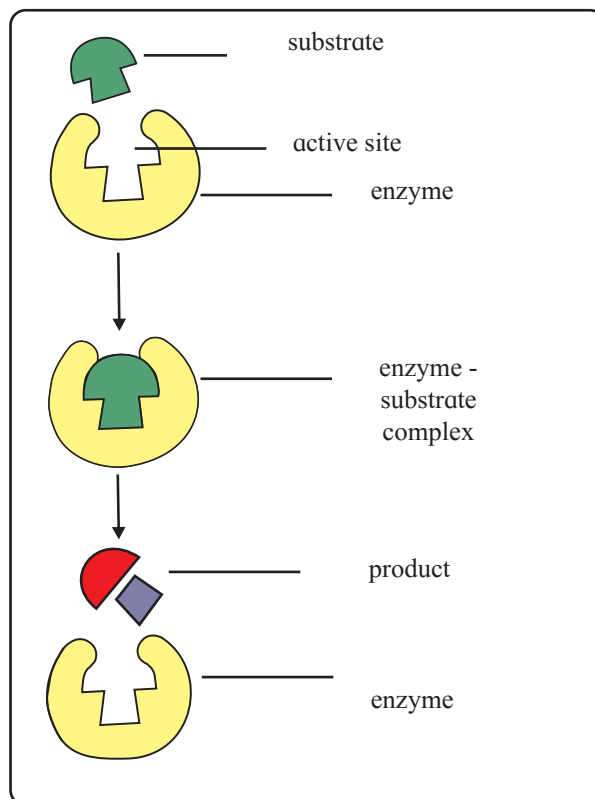 substrate
active site
enzyme
enzyme -
substrate
complex
product
enzyme